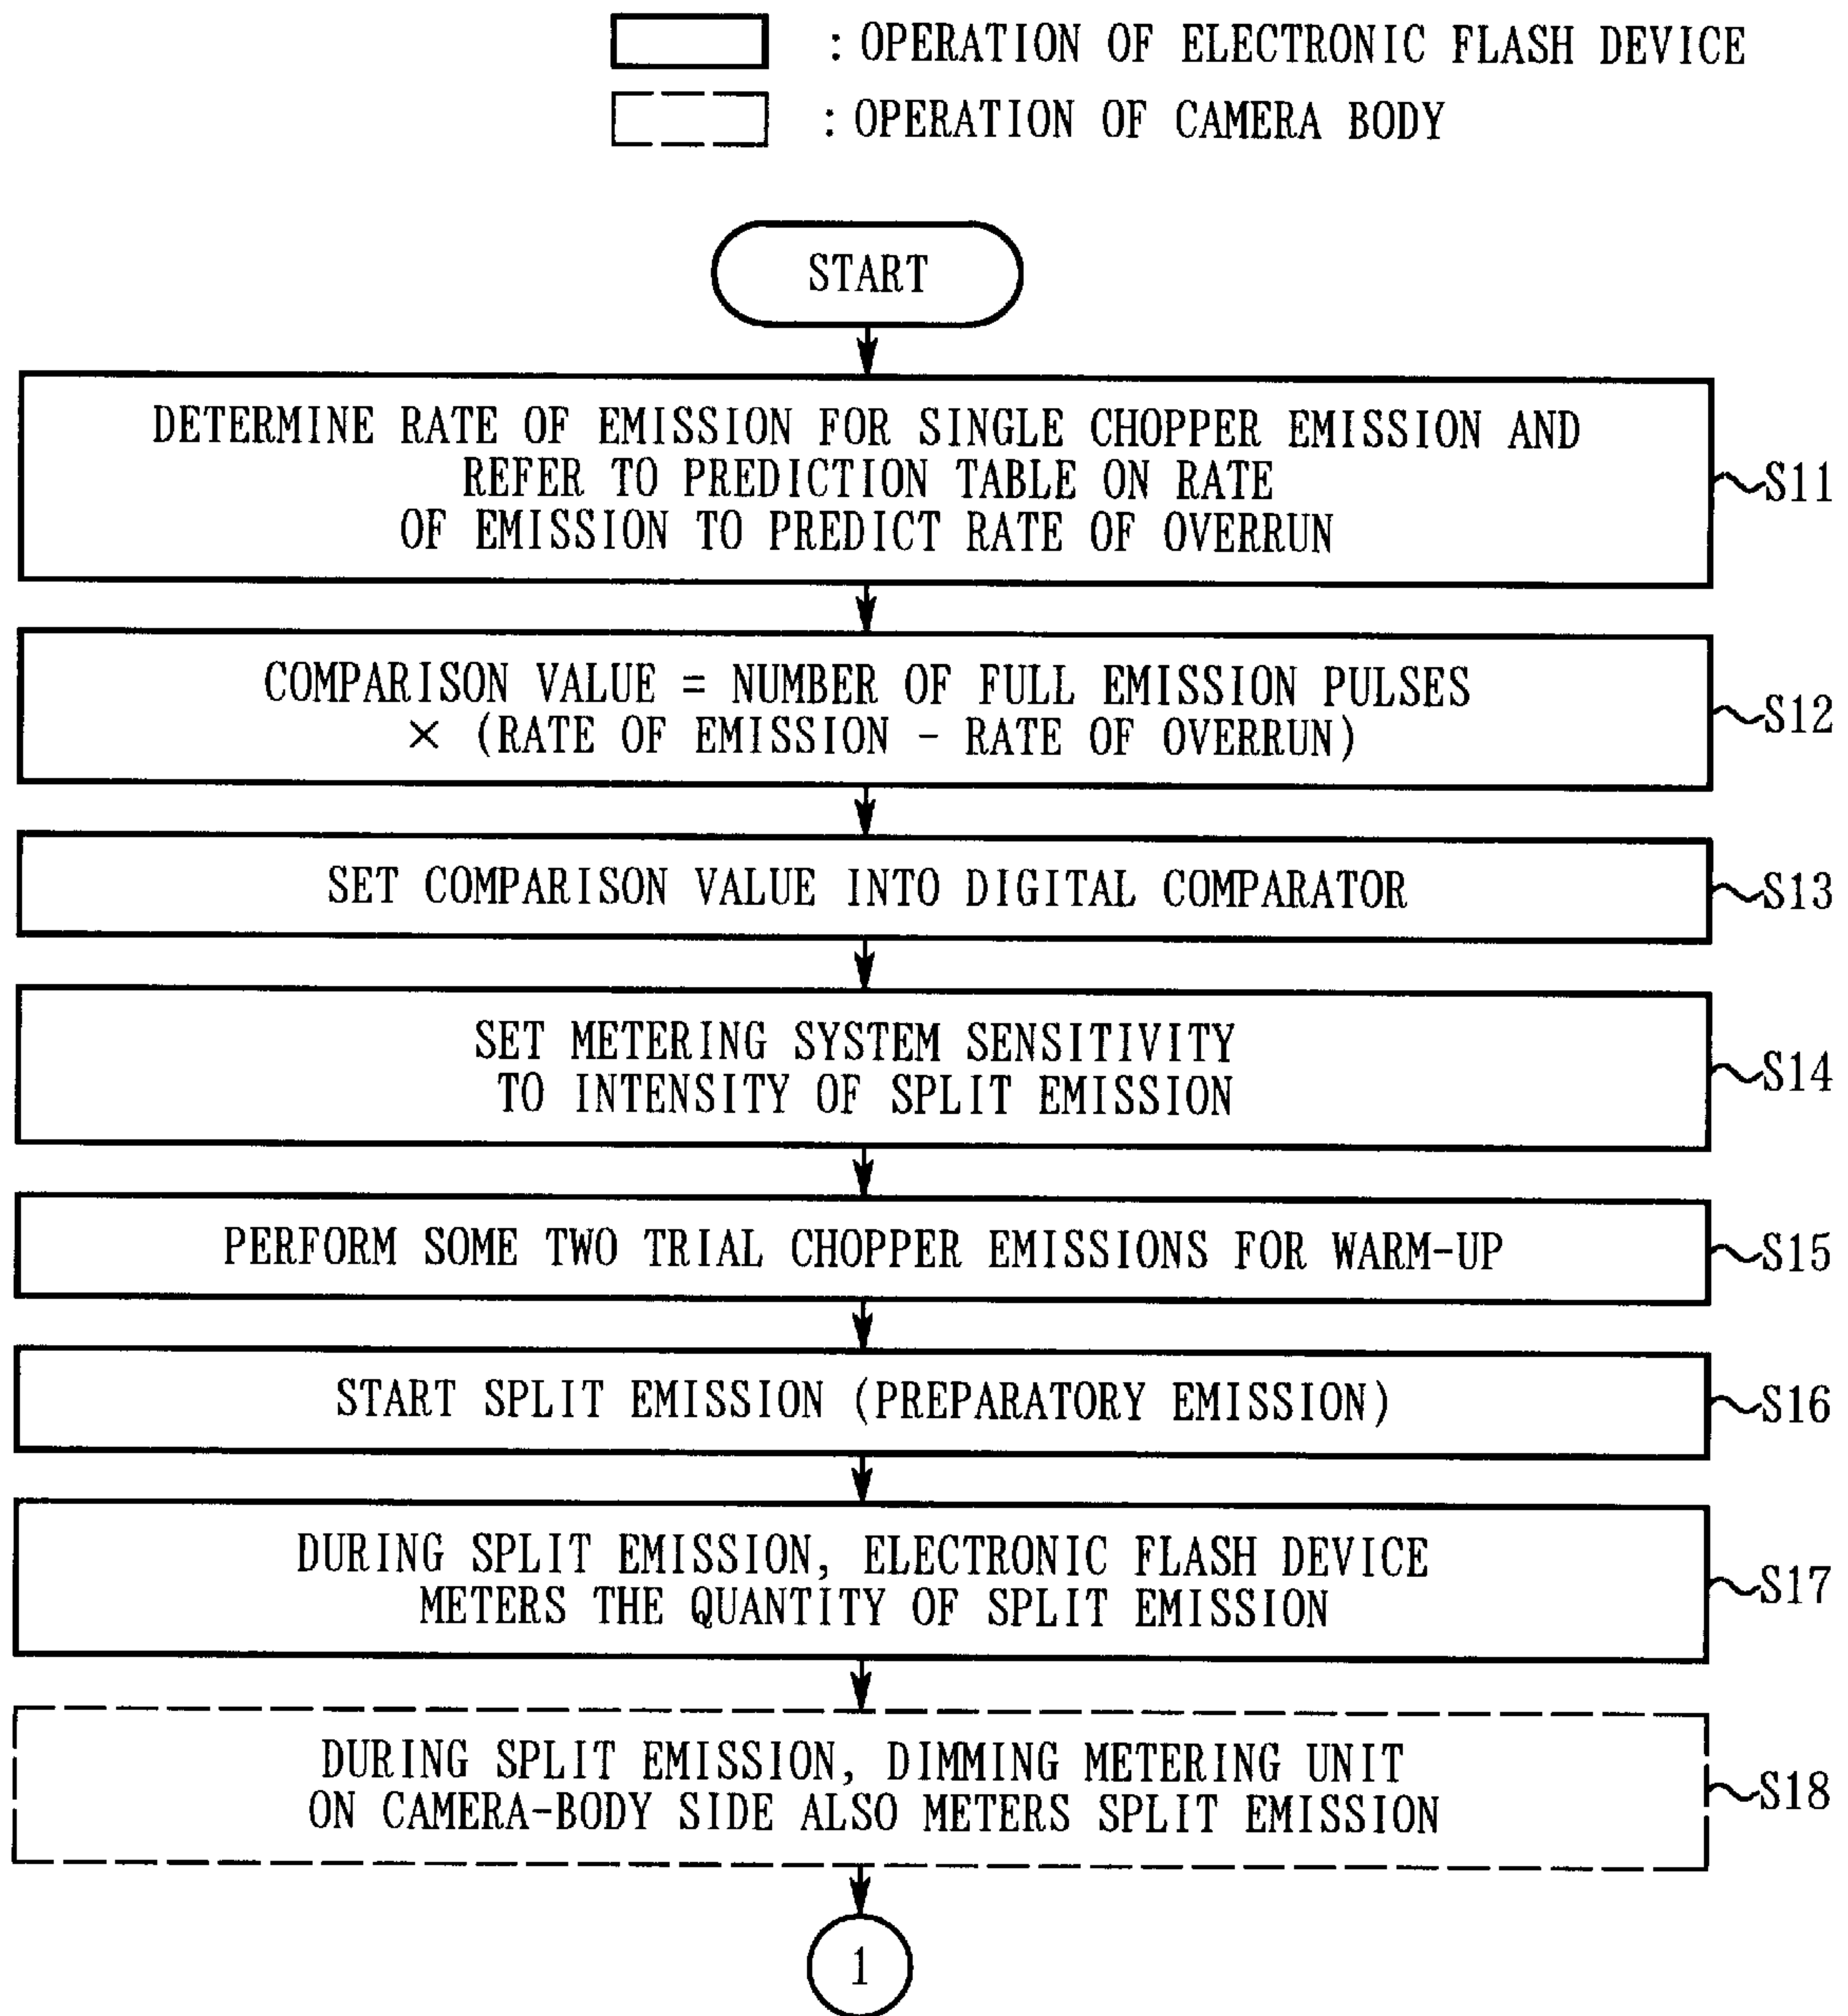 : OPERATION OF ELECTRONIC FLASH DEVICE
: OPERATION OF CAMERA BODY
START
DETERMINE RATE OF EMISSION FOR SINGLE CHOPPER EMISSION AND
REFER TO PREDICTION TABLE ON RATE
OF EMISSION TO PREDICT RATE OF OVERRUN
S11
COMPARISON VALUE = NUMBER OF FULL EMISSION PULSES
× (RATE OF EMISSION - RATE OF OVERRUN)
S12
SET COMPARISON VALUE INTO DIGITAL COMPARATOR
S13
SET METERING SYSTEM SENSITIVITY
TO INTENSITY OF SPLIT EMISSION
S14
PERFORM SOME TWO TRIAL CHOPPER EMISSIONS FOR WARM-UP
S15
START SPLIT EMISSION (PREPARATORY EMISSION)
S16
DURING SPLIT EMISSION, ELECTRONIC FLASH DEVICE
METERS THE QUANTITY OF SPLIT EMISSION
S17
DURING SPLIT EMISSION, DIMMING METERING UNIT
ON CAMERA-BODY SIDE ALSO METERS SPLIT EMISSION
S18
1